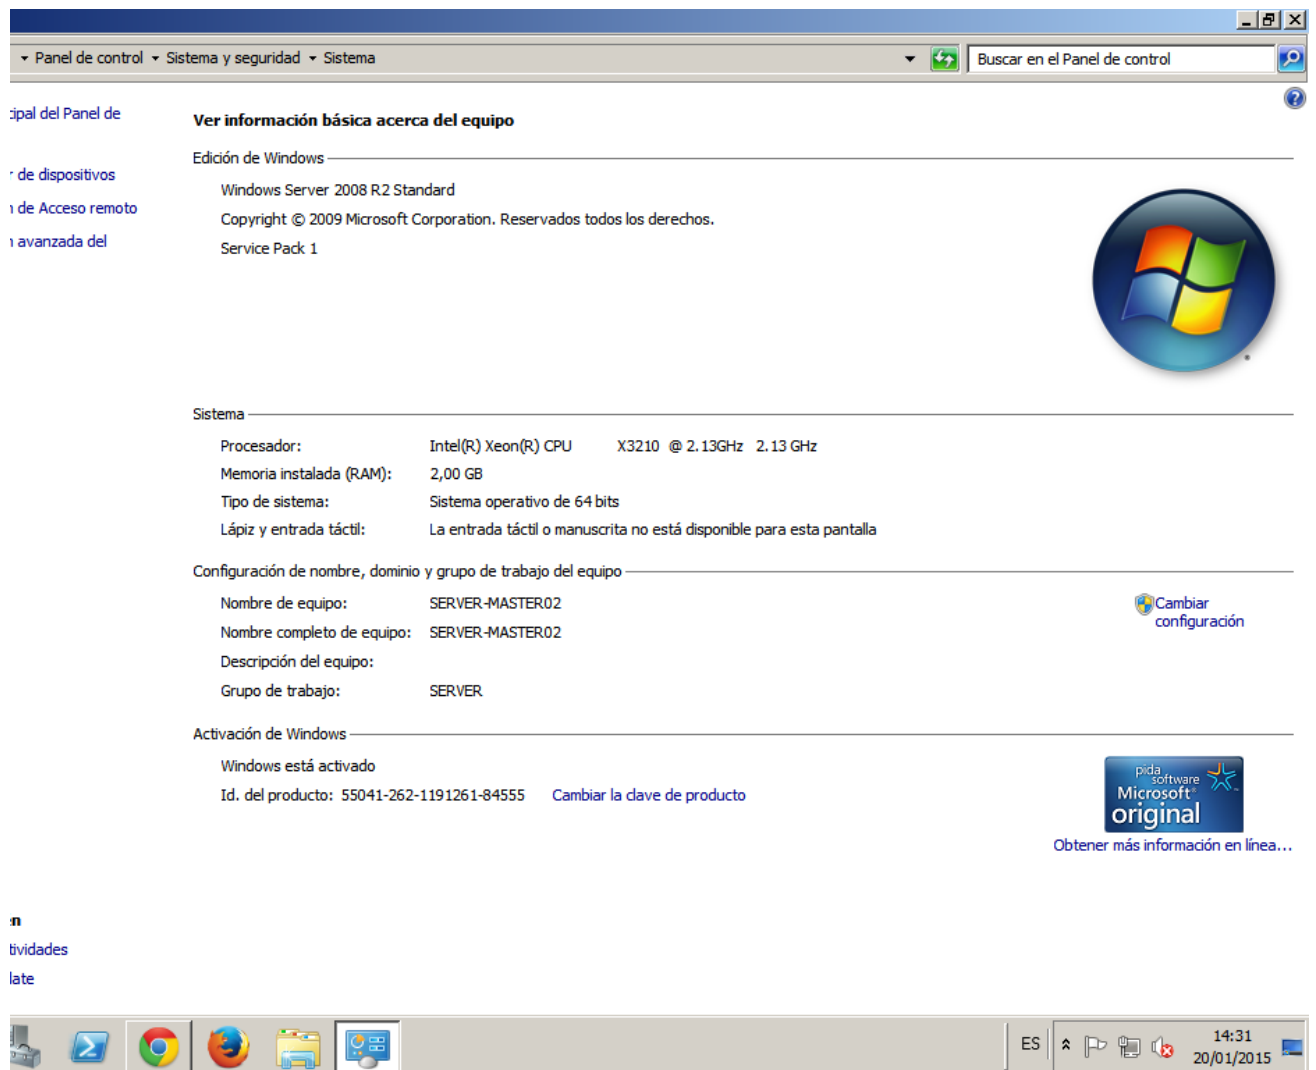 Panel de control Sistema y seguridad Sistema Buscar en el Panel de control
cipal del Panel de
r de dispositivos
n de Acceso remoto
n avanzada del
Ver información básica acerca del equipo
Edición de Windows
Windows Server 2008 R2 Standard
Copyright © 2009 Microsoft Corporation. Reservados todos los derechos.
Service Pack 1
Sistema
Procesador: Intel(R) Xeon(R) CPU X3210 @ 2.13GHz 2.13 GHz
Memoria instalada (RAM): 2,00 GB
Tipo de sistema: Sistema operativo de 64 bits
Lápiz y entrada táctil: La entrada táctil o manuscrita no está disponible para esta pantalla
Configuración de nombre, dominio y grupo de trabajo del equipo
Nombre de equipo: SERVER-MASTER02
Cambiar
configuración
Nombre completo de equipo: SERVER-MASTER02
Descripción del equipo:
Grupo de trabajo: SERVER
Activación de Windows
Windows está activado
Id. del producto: 55041-262-1191261-84555 Cambiar la clave de producto
pida
software
Microsoft®
original
Obtener más información en línea...
en
tividades
late
ES
14:31
20/01/2015